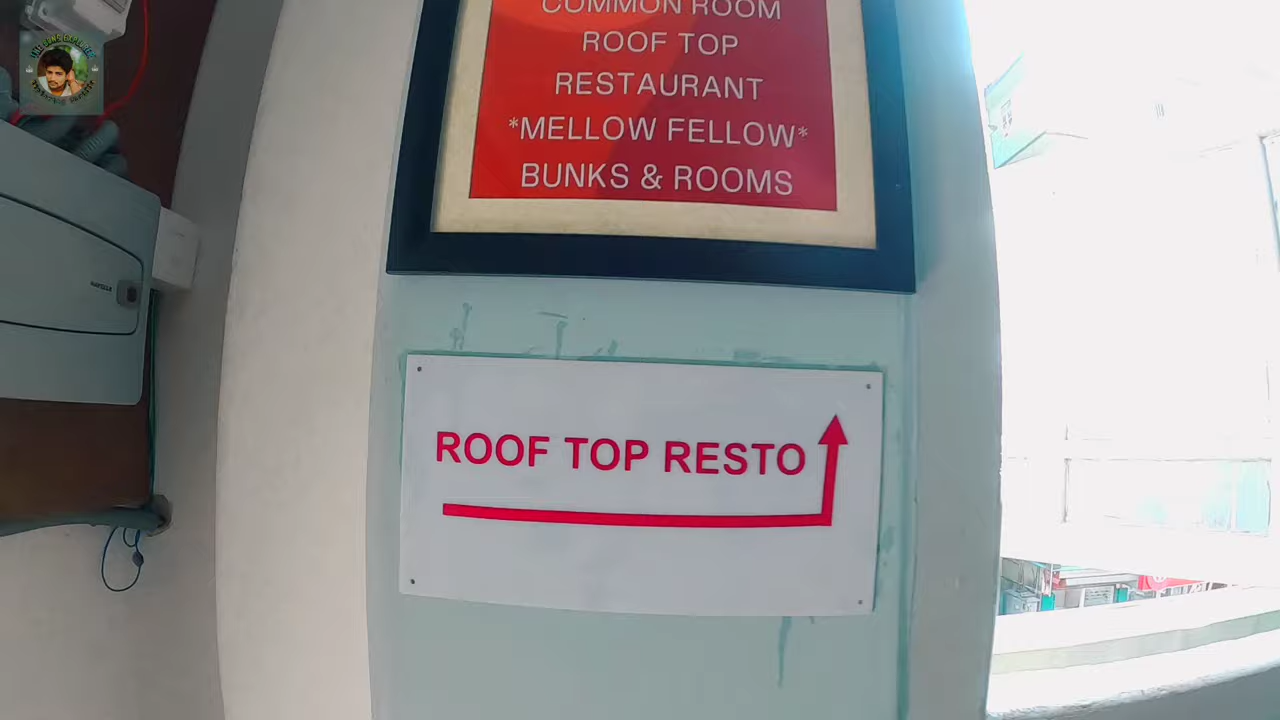 COMMON ROOM
ROOF TOP
RESTAURANT
*MELLOW FELLOW*
BUNKS & ROOMS
ROOF TOP RESTO